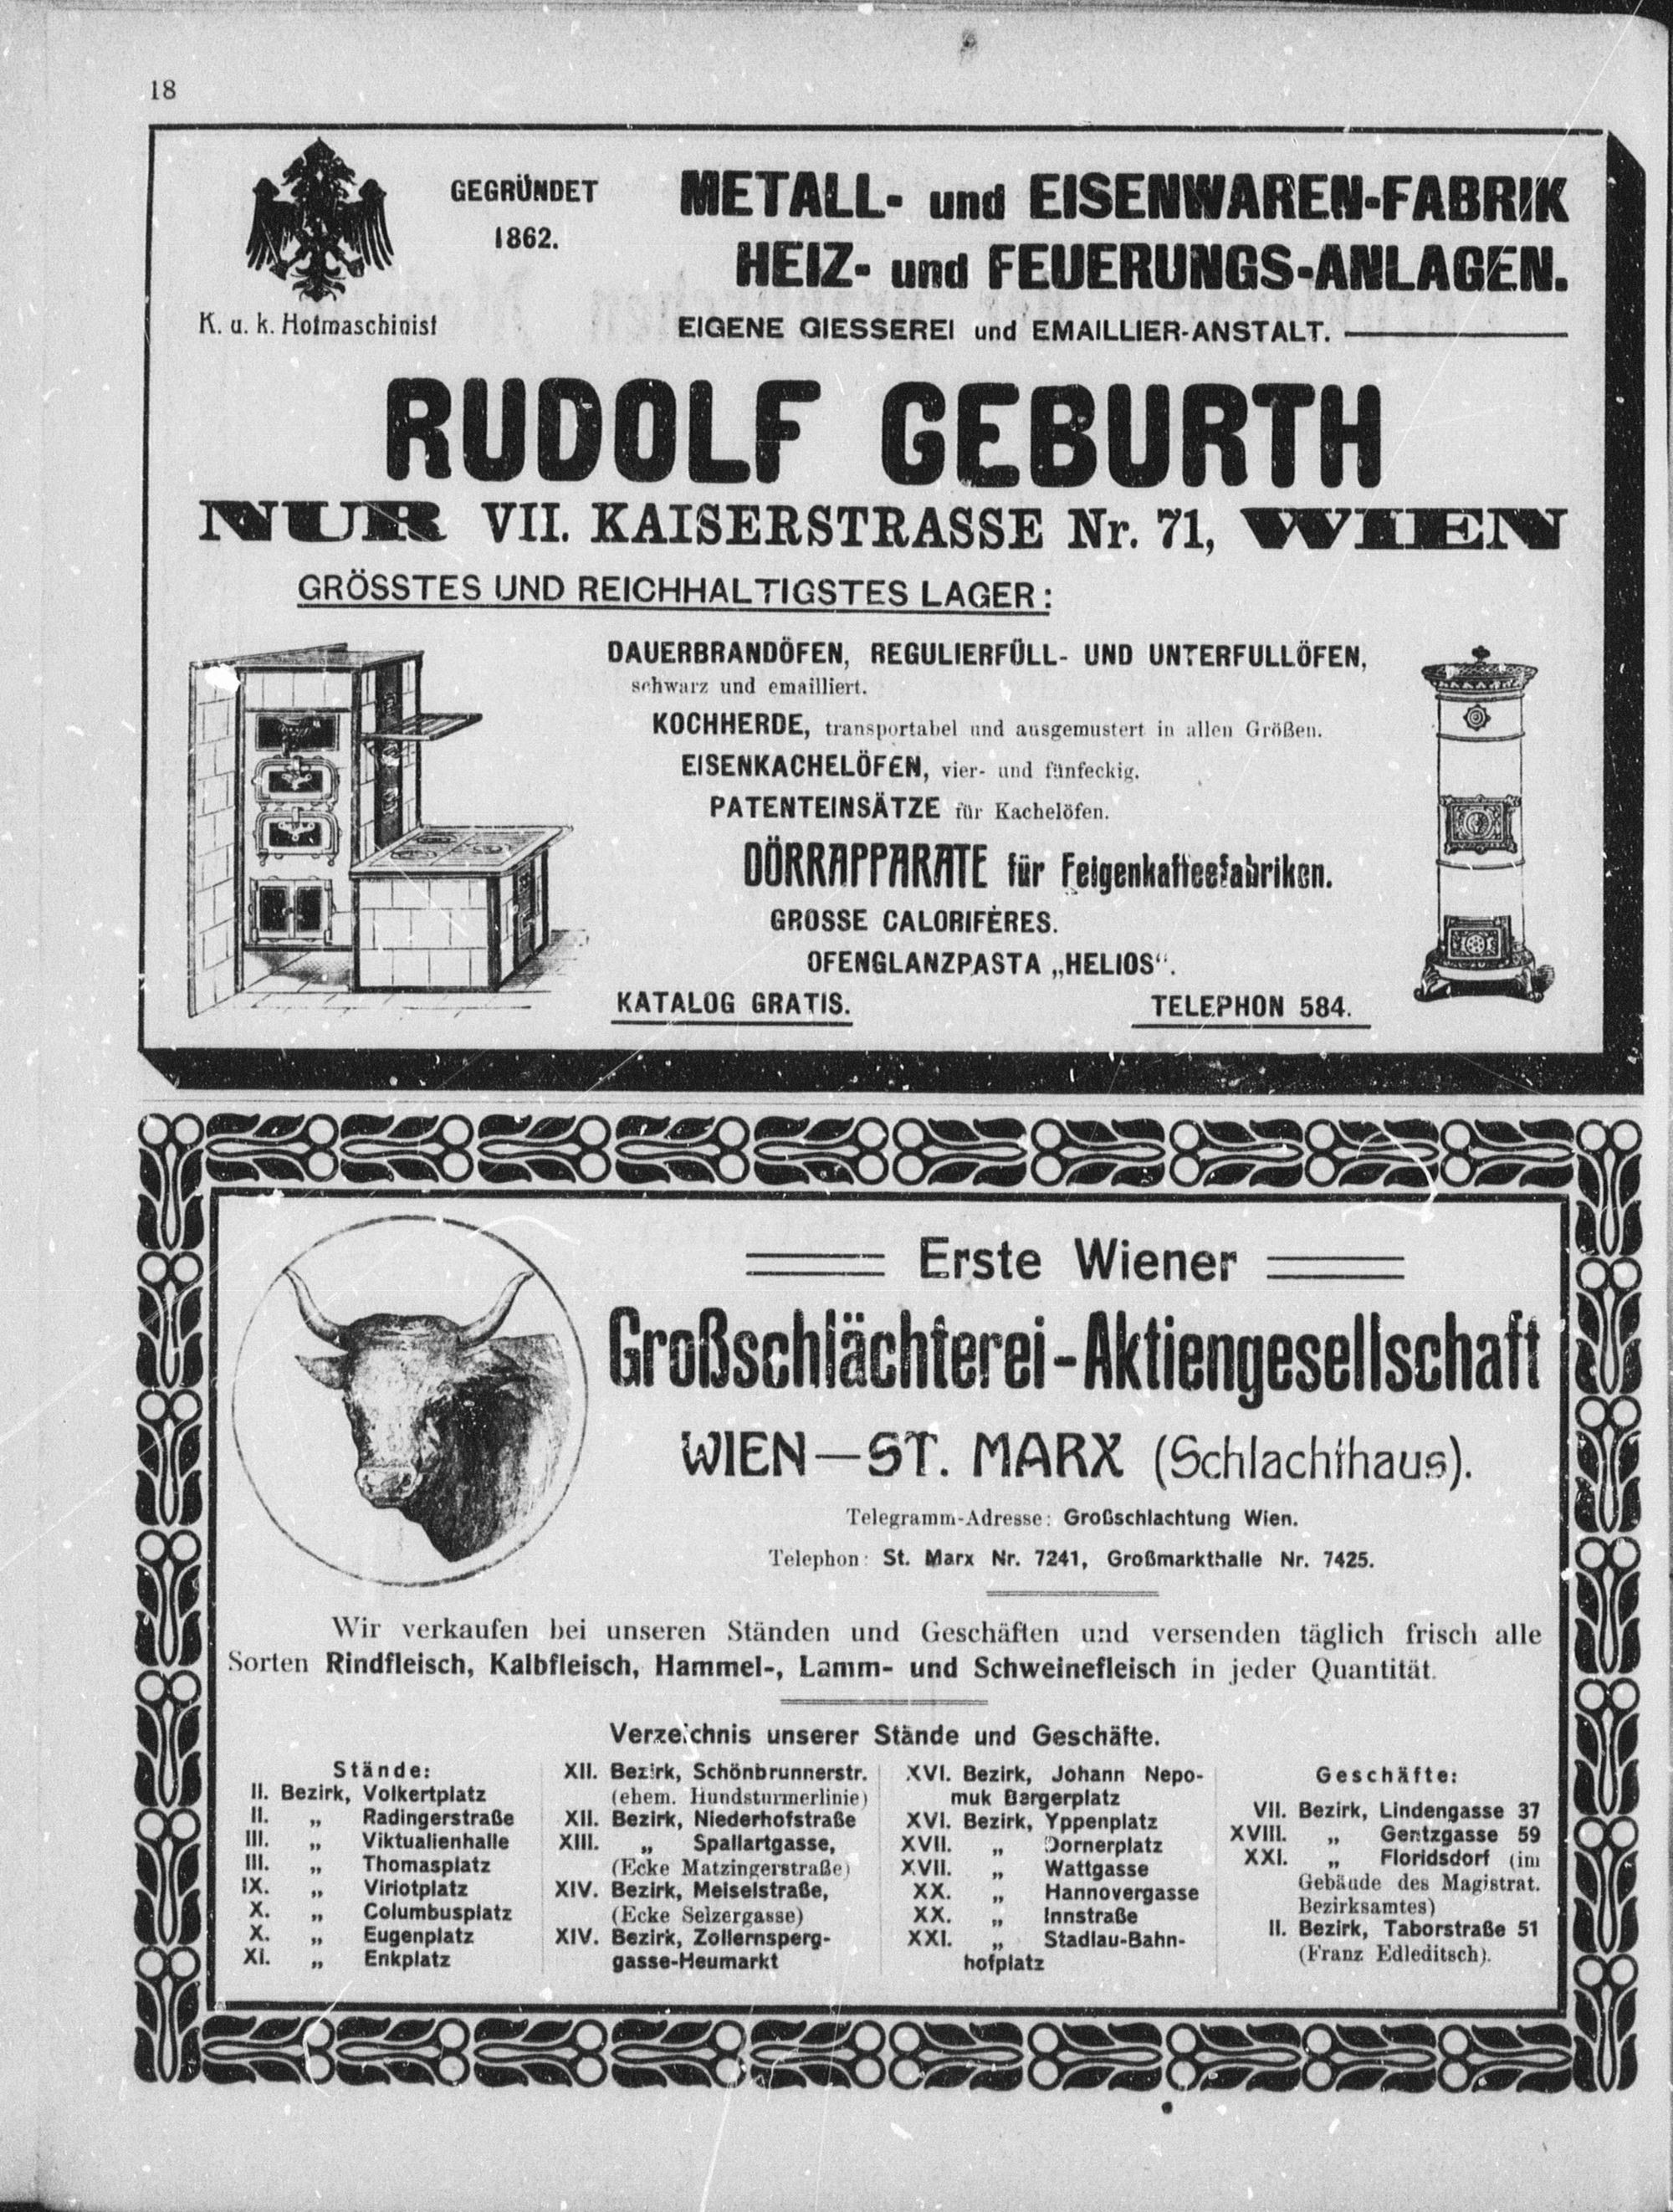 18
GEGRÜNDET
1862.
K. u. k. Hofmaschinist
METALL- und EISENWAREN-FABRIK
HEIZ- und FEUERUNGS-ANLAGEN.
EIGENE GIESSEREI und EMAILLIER-ANSTALT.
RUDOLF GEBURTH
NUR VII. KAISERSTRASSE Nr. 71, WIEN
GRÖSSTES UND REICHHALTIGSTES LAGER:
DAUERBRANDÖFEN, REGULIERFÜLL- UND UNTERFULLÖFEN,
schwarz und emailliert.
KOCHHERDE, transportabel und ausgemustert in allen Größen.
EISENKACHELÖFEN, vier- und fünfeckig.
PATENTEINSÄTZE für Kachelöfen.
DÖRRAPPARATE für Feigenkaffeefabriken.
GROSSE CALORIFÈRES.
OFENGLANZPASTA „HELIOS“.
KATALOG GRATIS. TELEPHON 584.
Erste Wiener
Großschlächterei-Aktiengesellschaft
WIEN—ST. MARX (Schlachthaus).
Telegramm-Adresse: Großschlachtung Wien.
Telephon: St. Marx Nr. 7241, Großmarkthalle Nr. 7425.
Wir verkaufen bei unseren Ständen und Geschäften und versenden täglich frisch alle
Sorten Rindfleisch, Kalbfleisch, Hammel-, Lamm- und Schweinefleisch in jeder Quantität.
Verzeichnis unserer Stände und Geschäfte.
Stände:
II. Bezirk, Volkertplatz
II. „ Radingerstraße
III. „ Viktualienhalle
III. „ Thomasplatz
IX. „ Viriotplatz
X. „ Columbusplatz
X. „ Eugenplatz
XI. „ Enkplatz
XII. Bezirk, Schönbrunnerstr.
(ehem. Hundsturmerlinie)
XII. Bezirk, Niederhofstraße
XIII. „ Spallartgasse,
(Ecke Matzingerstraße)
XIV. Bezirk, Meiselstraße,
(Ecke Selzergasse)
XIV. Bezirk, Zollernsperg-
gasse-Heumarkt
XVI. Bezirk, Johann Nepo-
muk Bergerplatz
XVI. Bezirk, Yppenplatz
XVII. „ Dornerplatz
XVII. „ Wattgasse
XX. „ Hannovergasse
XX. „ Innstraße
XXI. „ Stadlau-Bahn-
hofplatz
Geschäfte:
VII. Bezirk, Lindengasse 37
XVIII. „ Gentzgasse 59
XXI. „ Floridsdorf (im
Gebäude des Magistrat.
Bezirksamtes)
II. Bezirk, Taborstraße 51
(Franz Edleditsch).